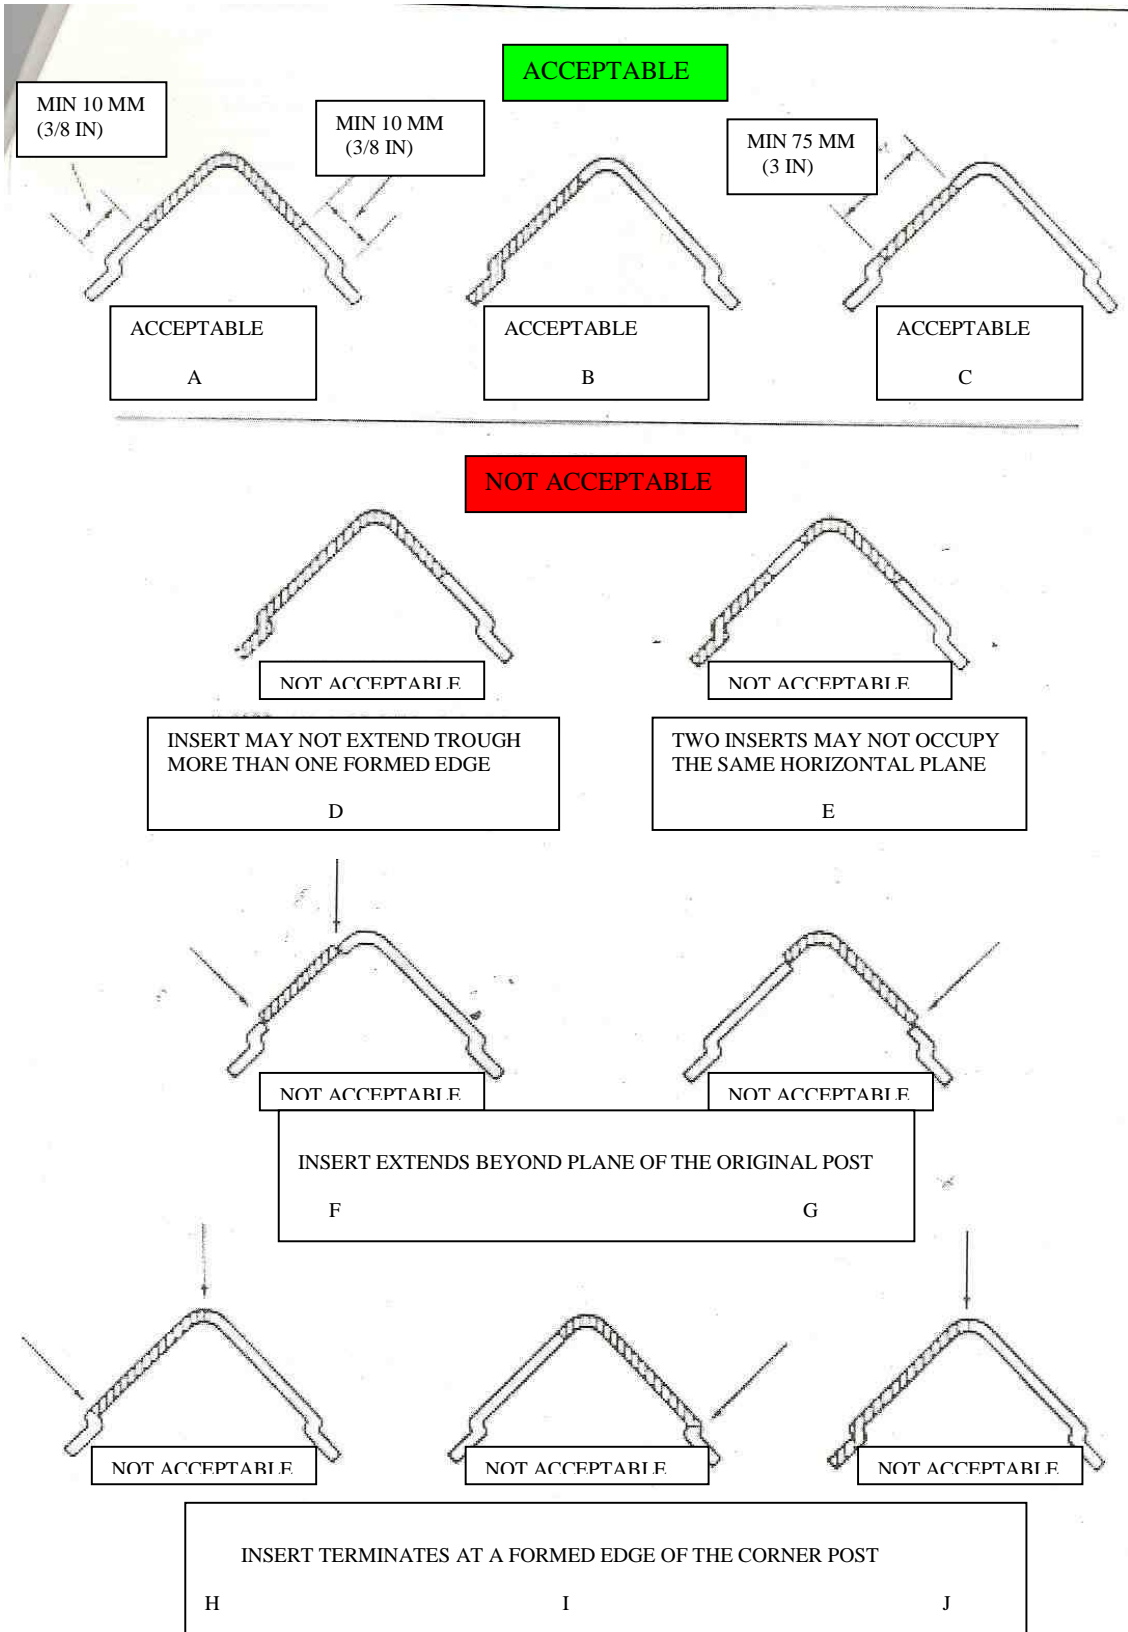 ACCEPTABLE
MIN 10 MM
(3/8 IN)
MIN 10 MM
(3/8 IN)
MIN 75 MM
(3 IN)
ACCEPTABLE
A
ACCEPTABLE
B
ACCEPTABLE
C
NOT ACCEPTABLE
NOT ACCEPTABLE
NOT ACCEPTABLE
INSERT MAY NOT EXTEND TROUGH
MORE THAN ONE FORMED EDGE
D
TWO INSERTS MAY NOT OCCUPY
THE SAME HORIZONTAL PLANE
E
NOT ACCEPTABLE
NOT ACCEPTABLE
INSERT EXTENDS BEYOND PLANE OF THE ORIGINAL POST
F G
NOT ACCEPTABLE
NOT ACCEPTABLE
NOT ACCEPTABLE
INSERT TERMINATES AT A FORMED EDGE OF THE CORNER POST
H I J